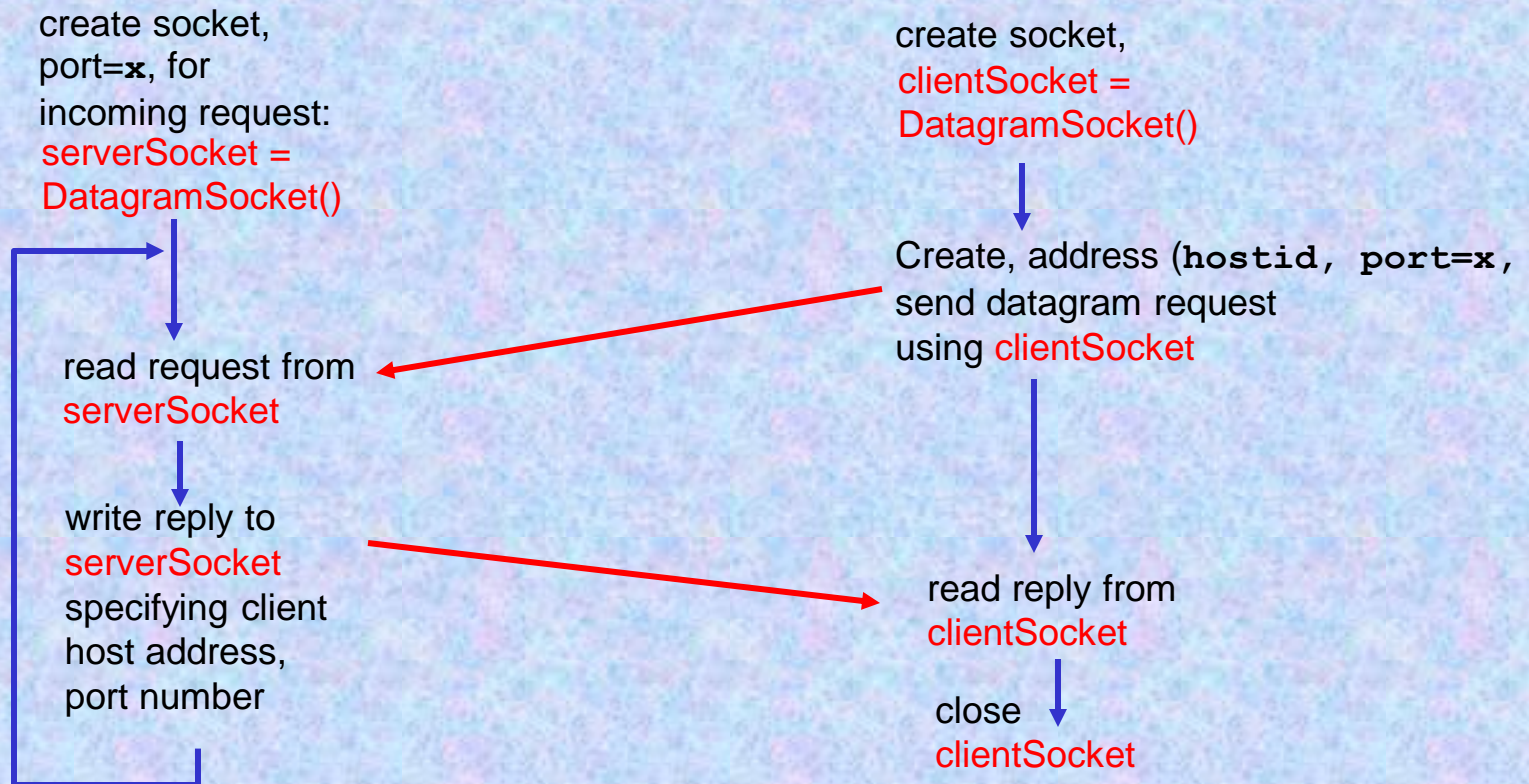 create socket,
port=x, for
incoming request:
serverSocket =
DatagramSocket()
read request from
serverSocket
write reply to
serverSocket
specifying client
host address,
port number
create socket,
clientSocket =
DatagramSocket()
Create, address (hostid, port=x,
send datagram request
using clientSocket
read reply from
clientSocket
close
clientSocket